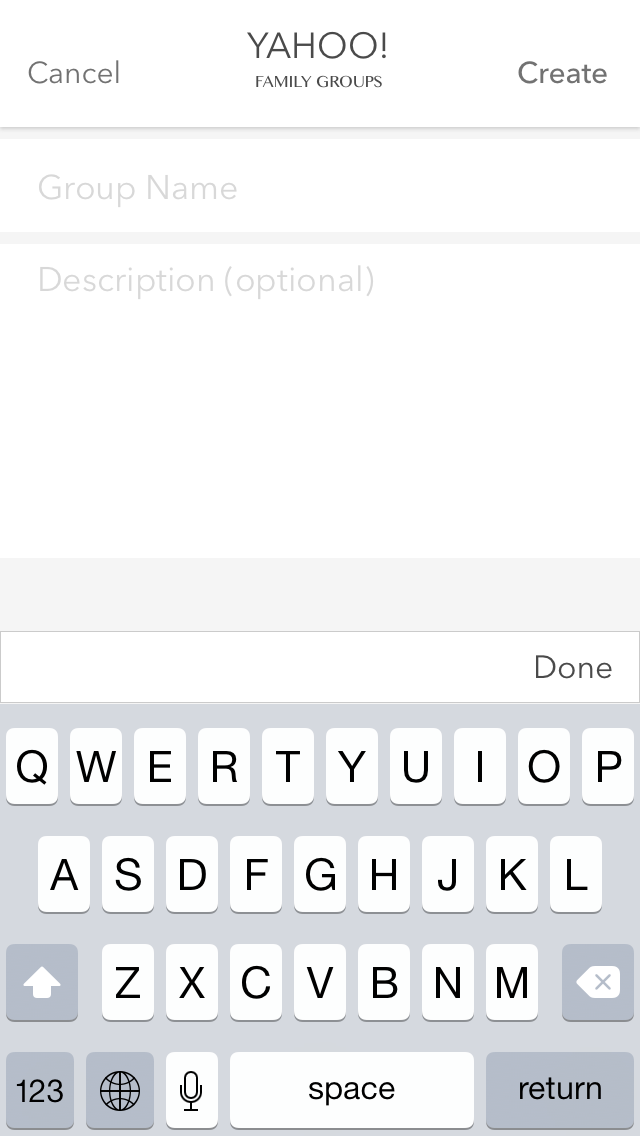 YAHOO!
Cancel
FAMILY GROUPS
Create
Group Name
Description (optional)
Done
Q W E R T Y U I O P
A S D F G H J K L
Z X C V B N M
123 space return